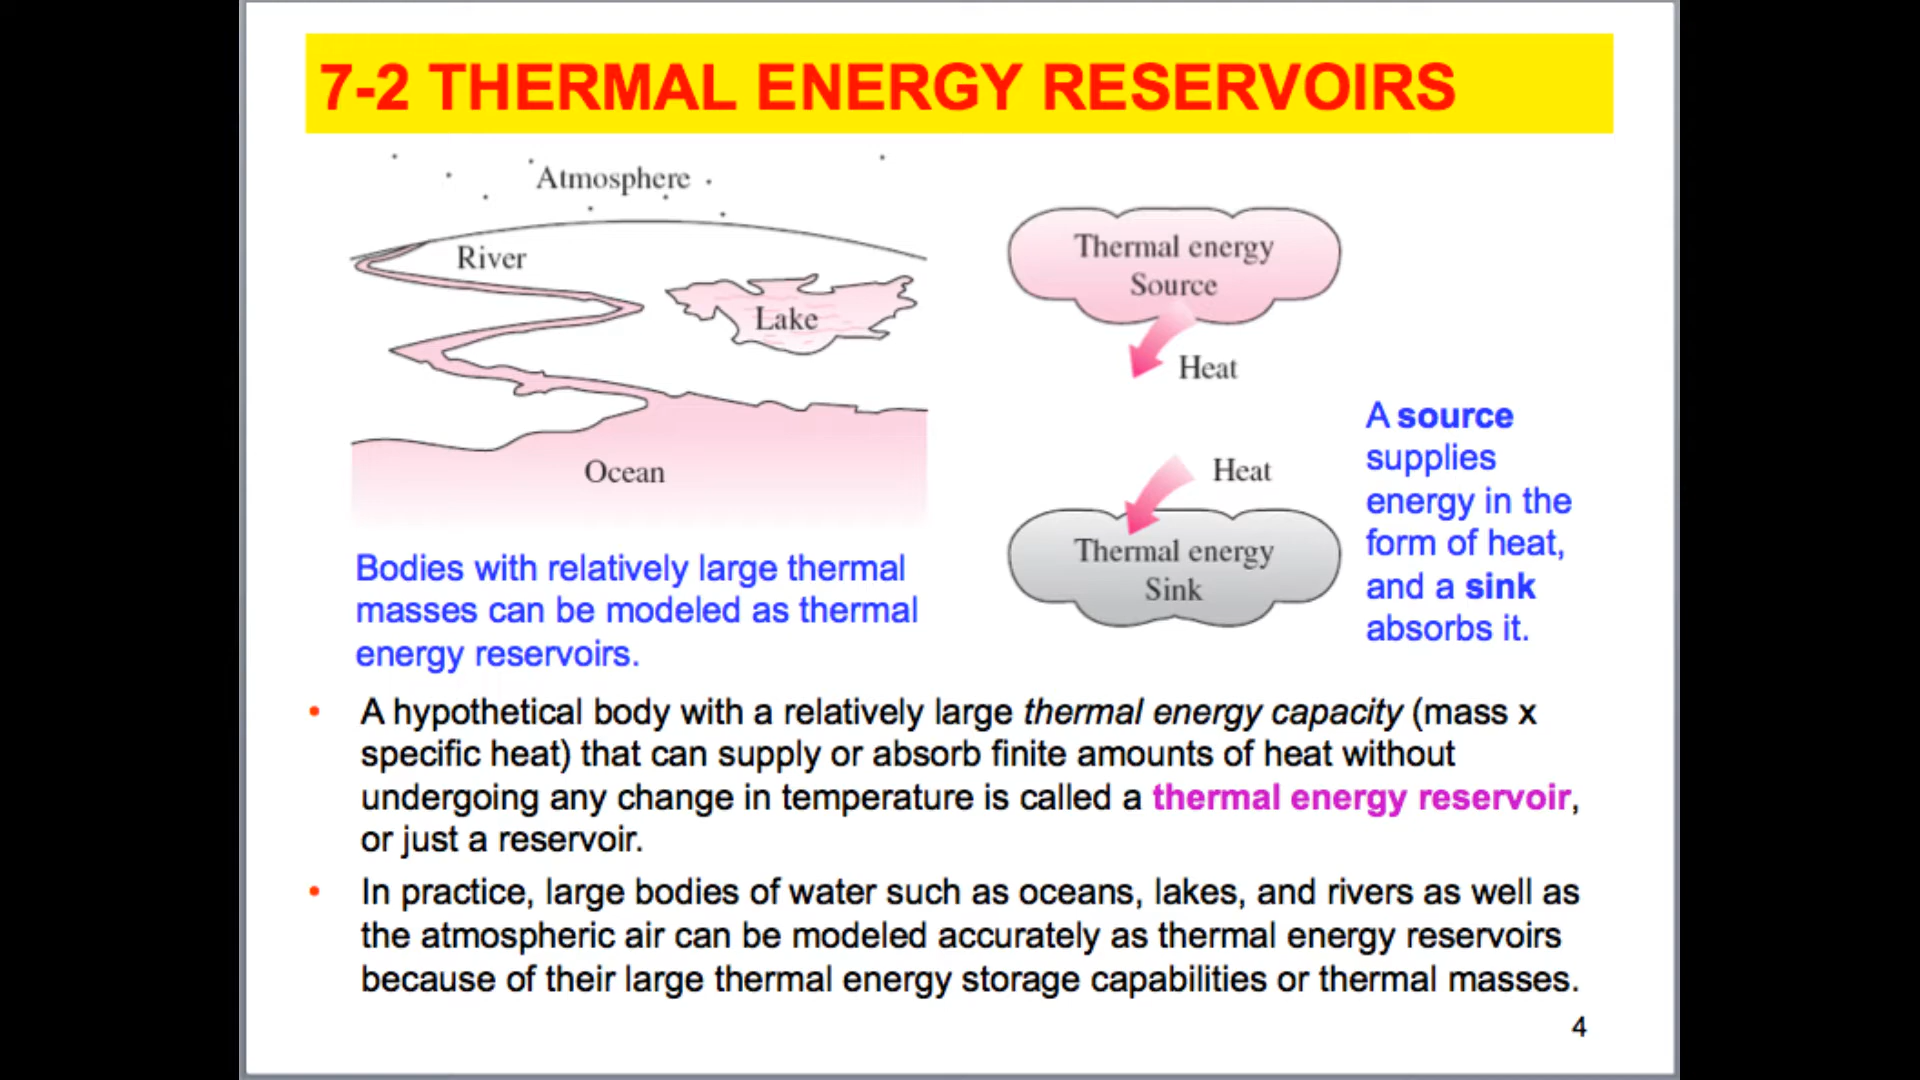 7-2 THERMAL ENERGY RESERVOIRS
Atmosphere
River
Lake
Ocean
Bodies with relatively large thermal
masses can be modeled as thermal
energy reservoirs.
Thermal energy
Source
Heat
Heat
Thermal energy
Sink
A source
supplies
energy in the
form of heat,
and a sink
absorbs it.
• A hypothetical body with a relatively large thermal energy capacity (mass x
specific heat) that can supply or absorb finite amounts of heat without
undergoing any change in temperature is called a thermal energy reservoir,
or just a reservoir.
• In practice, large bodies of water such as oceans, lakes, and rivers as well as
the atmospheric air can be modeled accurately as thermal energy reservoirs
because of their large thermal energy storage capabilities or thermal masses.
4